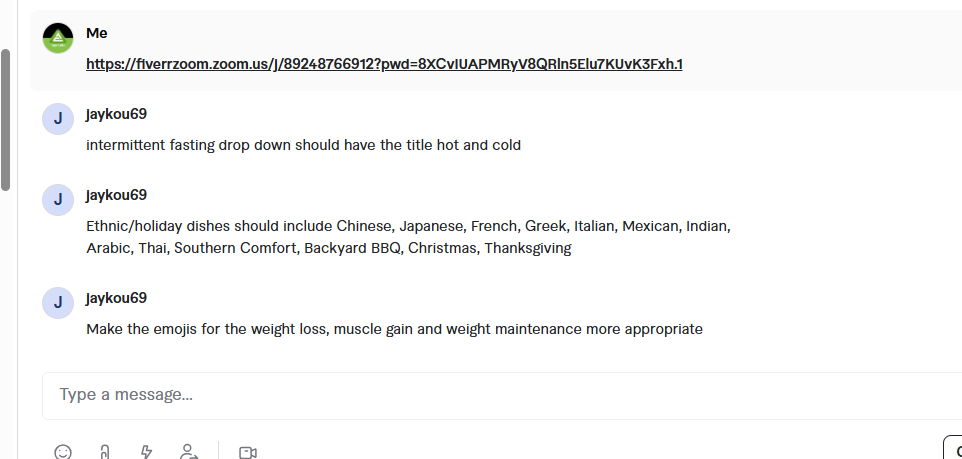 Me
https://fiverrzoom.zoom.us/j/89248766912?pwd=8XCvlUAPMRyV8QRln5Elu7KUvK3Fxh.1
J
jaykou69
intermittent fasting drop down should have the title hot and cold
J
jaykou69
Ethnic/holiday dishes should include Chinese, Japanese, French, Greek, Italian, Mexican, Indian,
Arabic, Thai, Southern Comfort, Backyard BBQ, Christmas, Thanksgiving
J
jaykou69
Make the emojis for the weight loss, muscle gain and weight maintenance more appropriate
Type a message...